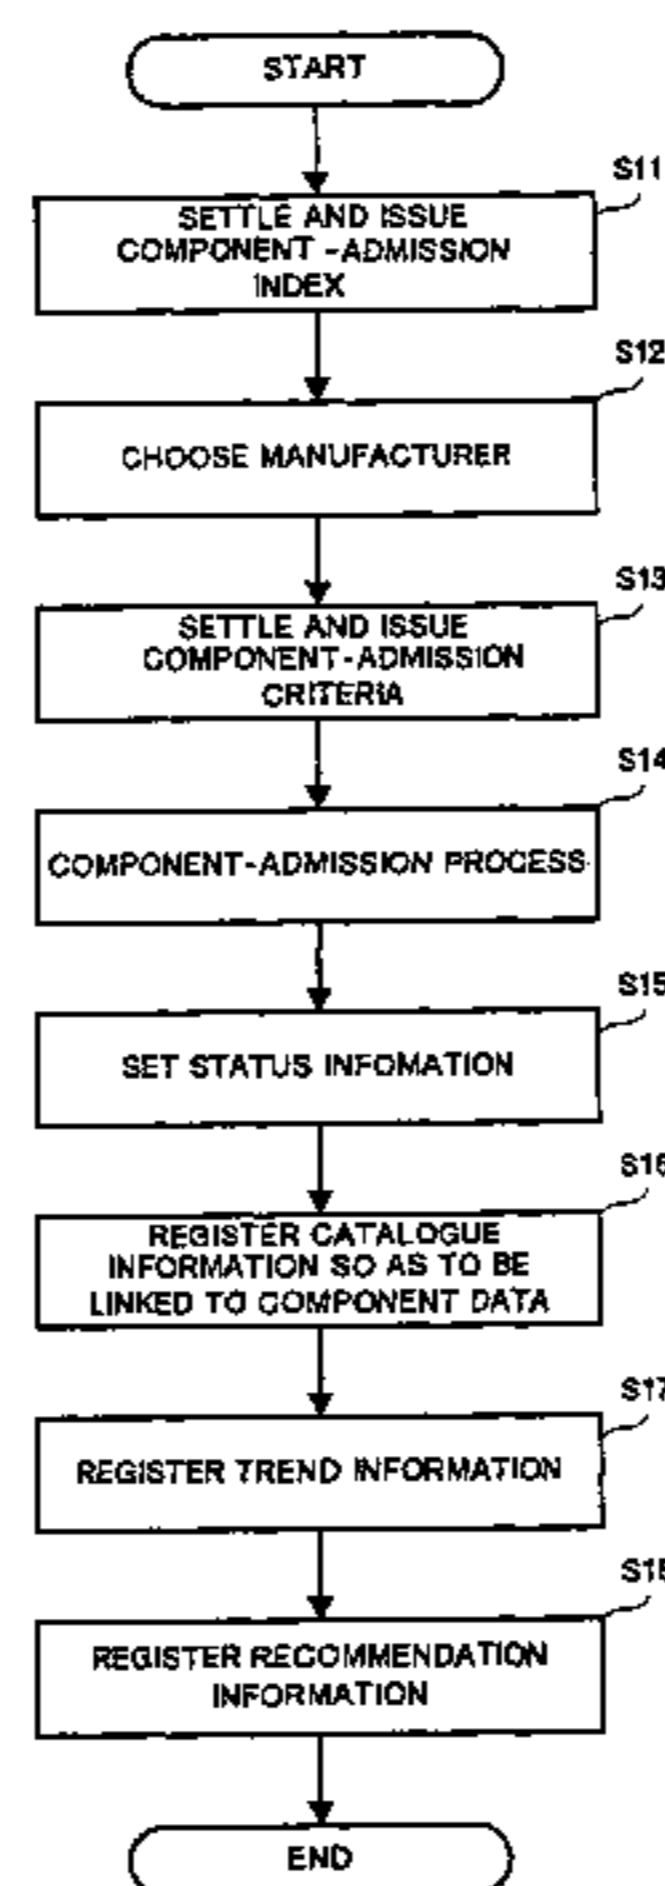 START
S11
SETTLE AND ISSUE
COMPONENT-ADMISSION
INDEX
S12
CHOOSE MANUFACTURER
S13
SETTLE AND ISSUE
COMPONENT-ADMISSION
CRITERIA
S14
COMPONENT-ADMISSION PROCESS
S15
SET STATUS INFOMATION
S16
REGISTER CATALOGUE
INFORMATION SO AS TO BE
LINKED TO COMPONENT DATA
S17
REGISTER TREND INFORMATION
S18
REGISTER RECOMMENDATION
INFORMATION
END